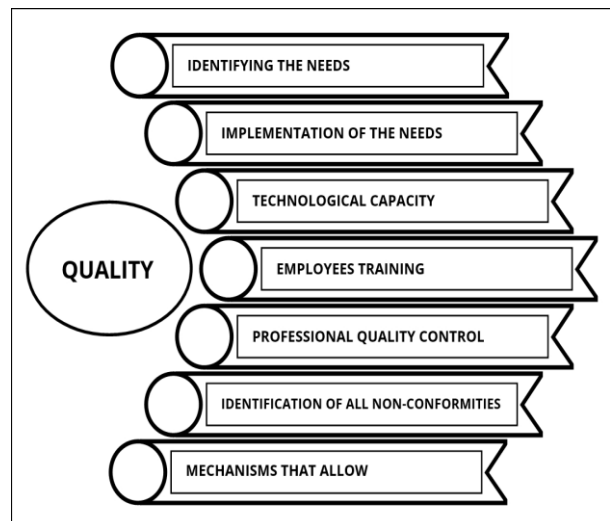 IDENTIFYING THE NEEDS
IMPLEMENTATION OF THE NEEDS
TECHNOLOGICAL CAPACITY
QUALITY
EMPLOYEES TRAINING
PROFESSIONAL QUALITY CONTROL
IDENTIFICATION OF ALL NON-CONFORMITIES
MECHANISMS THAT ALLOW